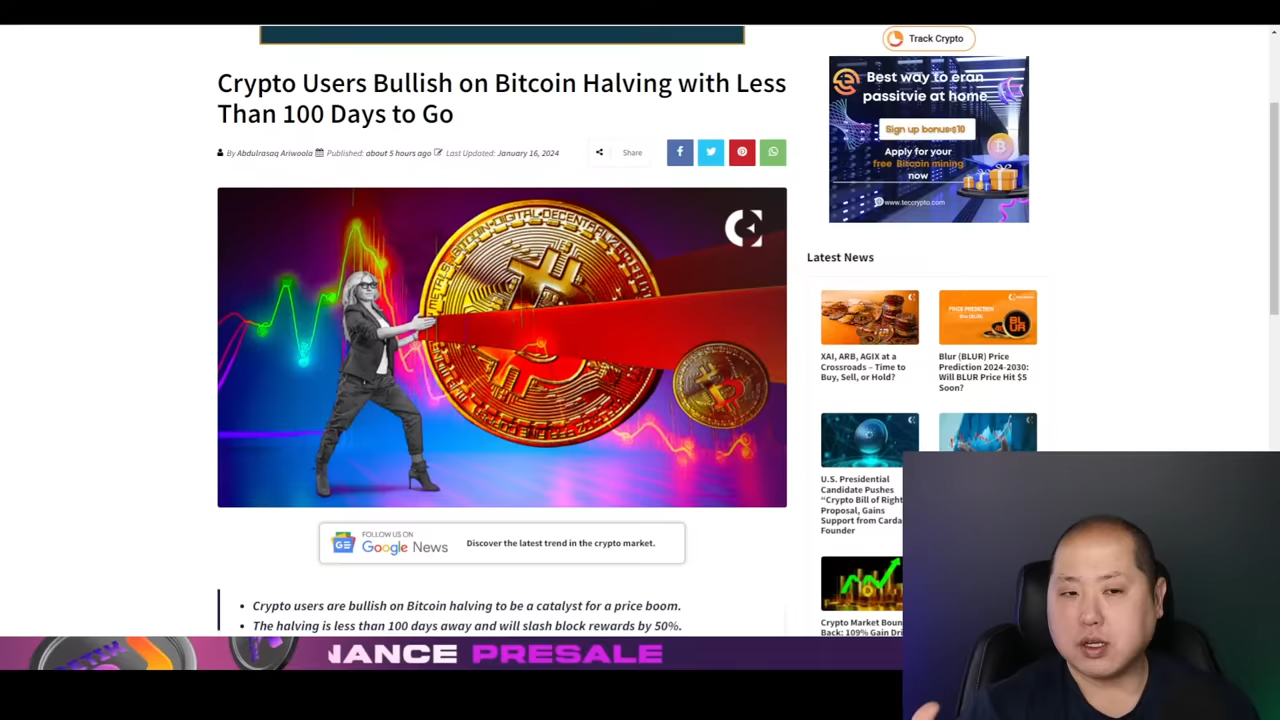 Track Crypto
Best way to eran
passitvie at home
Sign up bonus$10
Apply for your
free Bitcoin mining
now
www.teccrypto.com
Crypto Users Bullish on Bitcoin Halving with Less
Than 100 Days to Go
By Abdulrasaq Ariwoola Published: about 5 hours ago Last Updated: January 16, 2024
Share
Latest News
XAI, ARB, AGIX at a
Crossroads – Time to
Buy, Sell, or Hold?
Blur (BLUR) Price
Prediction 2024-2030:
Will BLUR Price Hit $5
Soon?
U.S. Presidential
Candidate Pushes
"Crypto Bill of Right
Proposal, Gains
Support from Carda
Founder
Crypto Market Boun
Back: 109% Gain Dri
FOLLOW US ON
Google News
Discover the latest trend in the crypto market.
Crypto users are bullish on Bitcoin halving to be a catalyst for a price boom.
The halving is less than 100 days away and will slash block rewards by 50%.
NANCE PRESALE